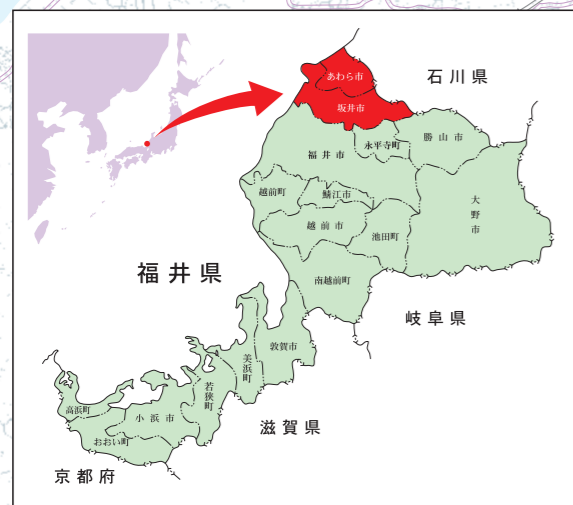 あわら市
石川県
坂井市
勝山市
永平寺町
福井市
越前町
鯖江市
大野市
越前市
池田町
福井県
南越前町
岐阜県
敦賀市
美浜町
若狭町
高浜町
小浜市
滋賀県
おおい町
京都府